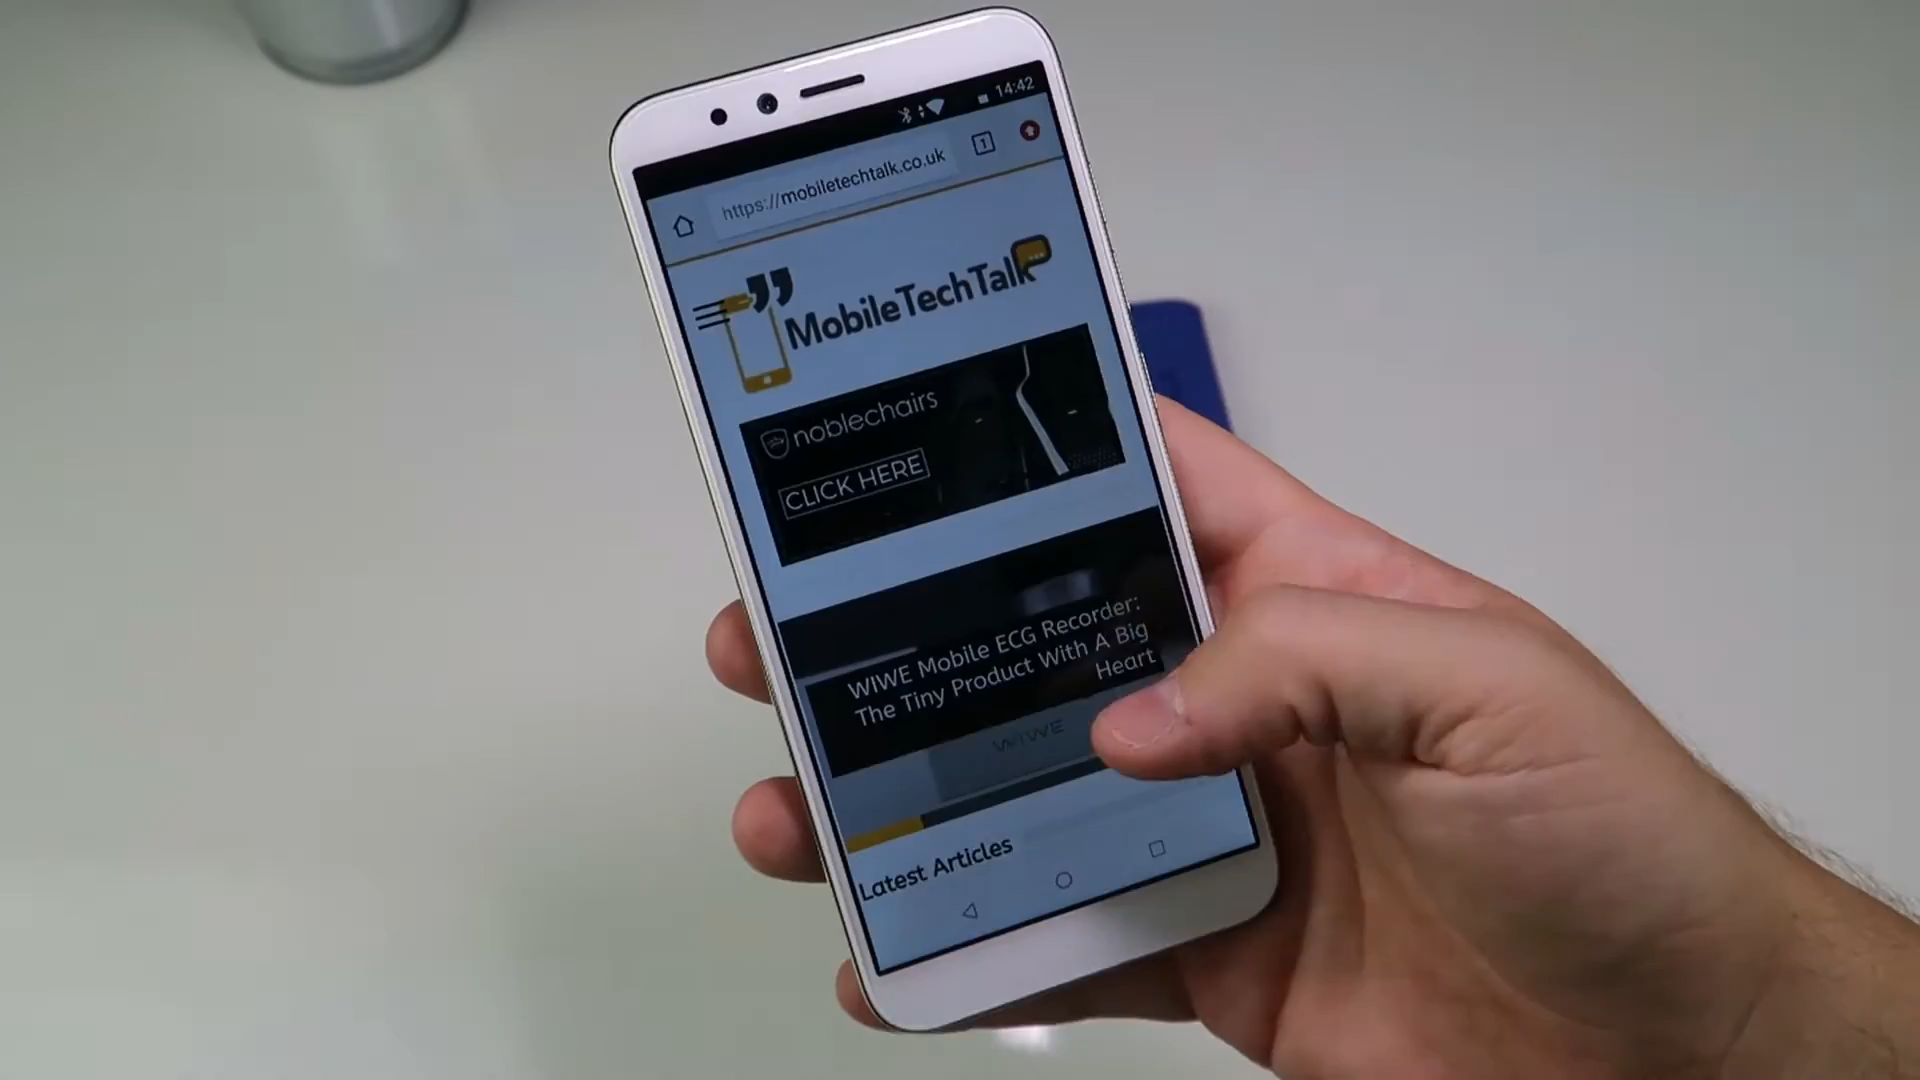 14:42
https://mobiletechtalk.co.uk
1
MobileTechTalk
noblechairs
CLICK HERE
WIWE Mobile ECG Recorder:
The Tiny Product With A Big
Heart
WIWE
Latest Articles